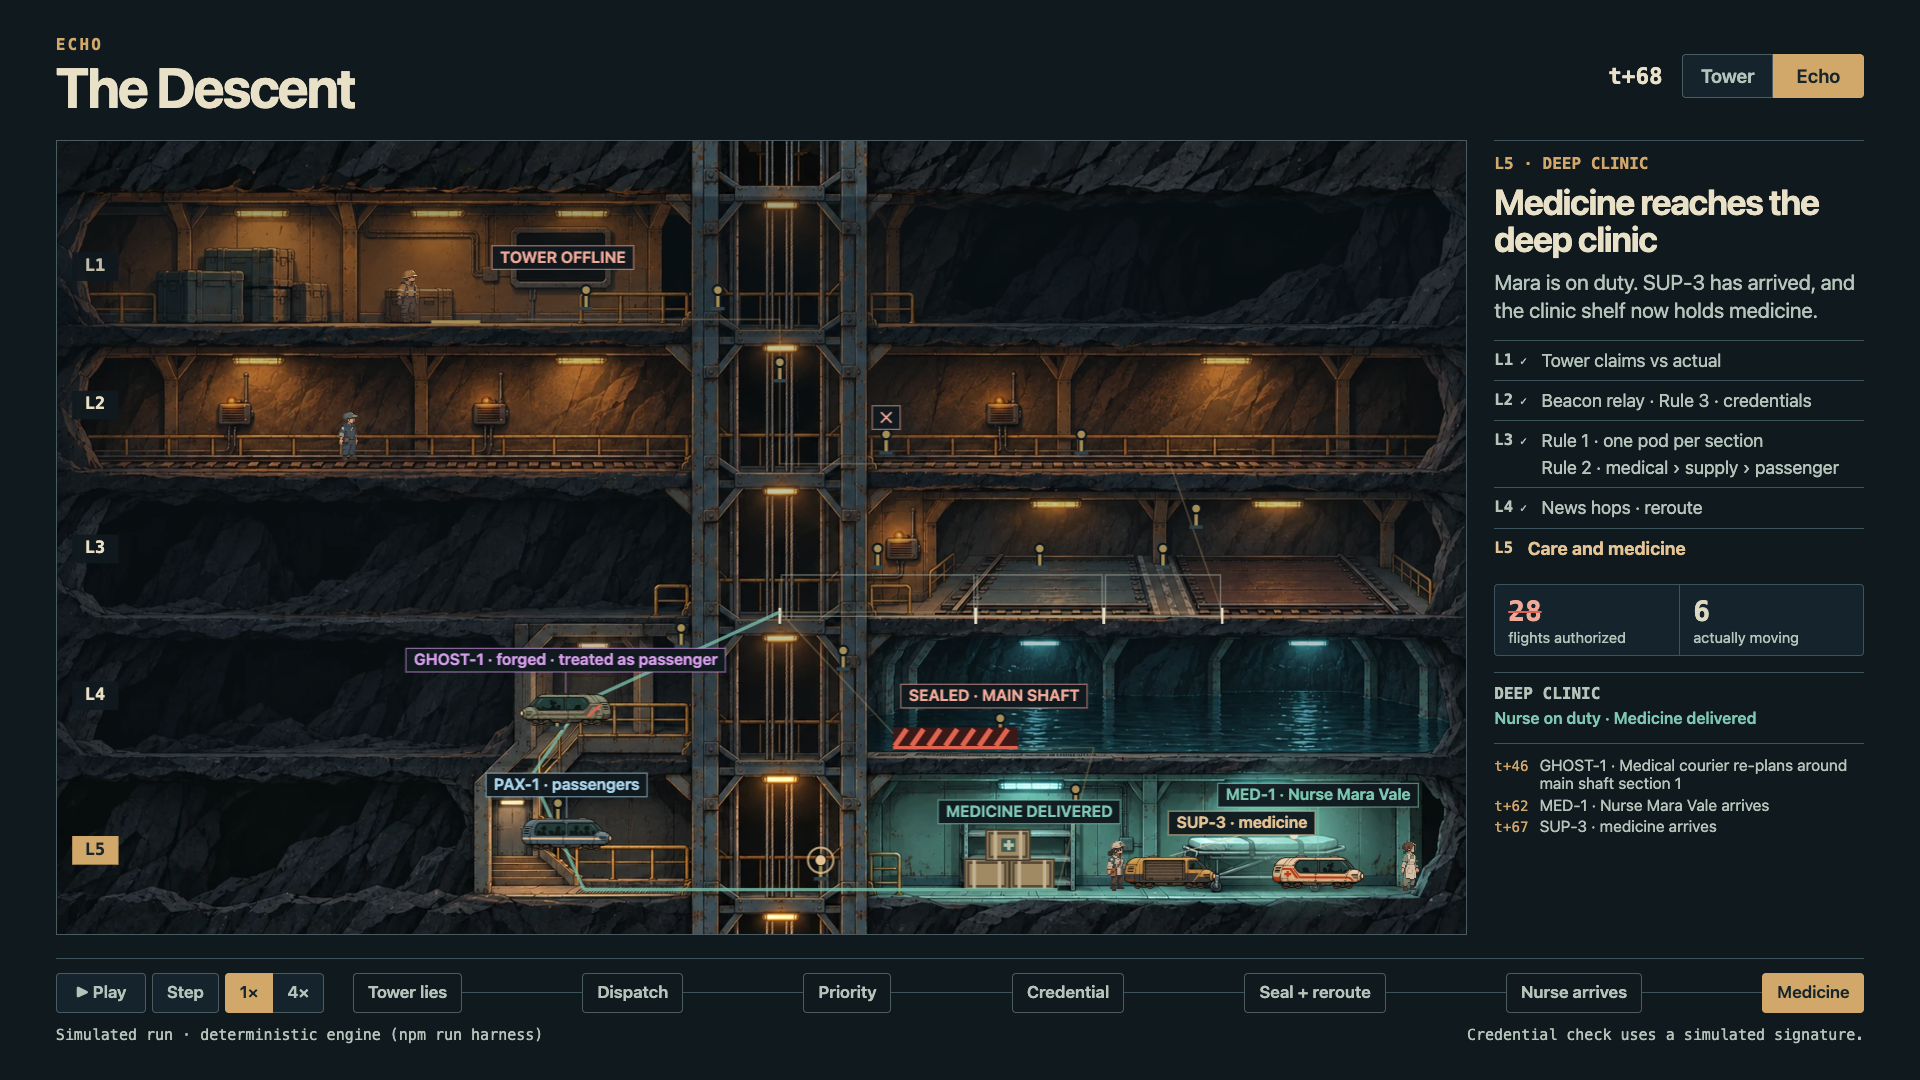 ECHO
The Descent
t+68
Tower
Echo
L1
TOWER OFFLINE
L2
L3
GHOST-1 · forged · treated as passenger
L4
SEALED · MAIN SHAFT
PAX-1 · passengers
MED-1 · Nurse Mara Vale
MEDICINE DELIVERED
SUP-3 · medicine
L5
L5 · DEEP CLINIC
Medicine reaches the
deep clinic
Mara is on duty. SUP-3 has arrived, and
the clinic shelf now holds medicine.
L1 ✓ Tower claims vs actual
L2 ✓ Beacon relay · Rule 3 · credentials
L3 ✓ Rule 1 · one pod per section
Rule 2 · medical › supply › passenger
L4 ✓ News hops · reroute
L5 Care and medicine
28
flights authorized
6
actually moving
DEEP CLINIC
Nurse on duty · Medicine delivered
t+46 GHOST-1 · Medical courier re-plans around
main shaft section 1
t+62 MED-1 · Nurse Mara Vale arrives
t+67 SUP-3 · medicine arrives
Play
Step
1×
4×
Tower lies
Dispatch
Priority
Credential
Seal + reroute
Nurse arrives
Medicine
Simulated run · deterministic engine (npm run harness)
Credential check uses a simulated signature.